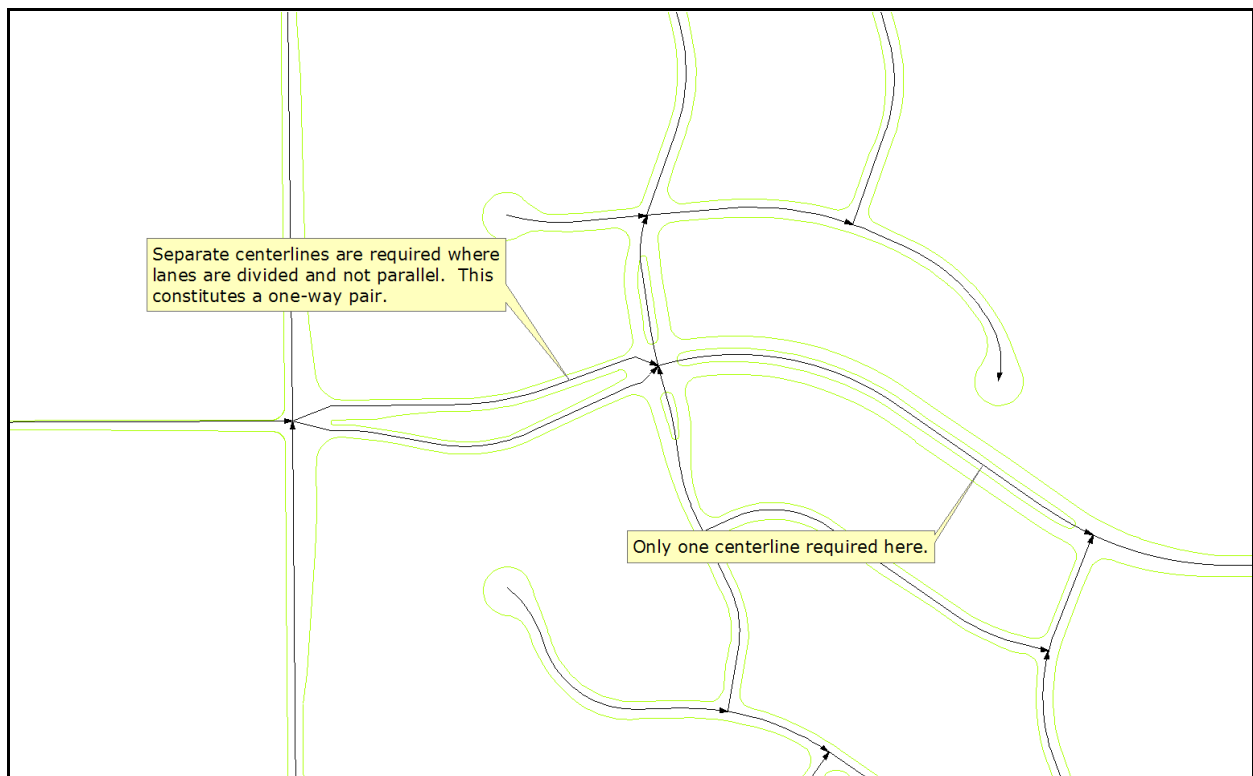 Separate centerlines are required where
lanes are divided and not parallel.  This
constitutes a one-way pair.
Only one centerline required here.